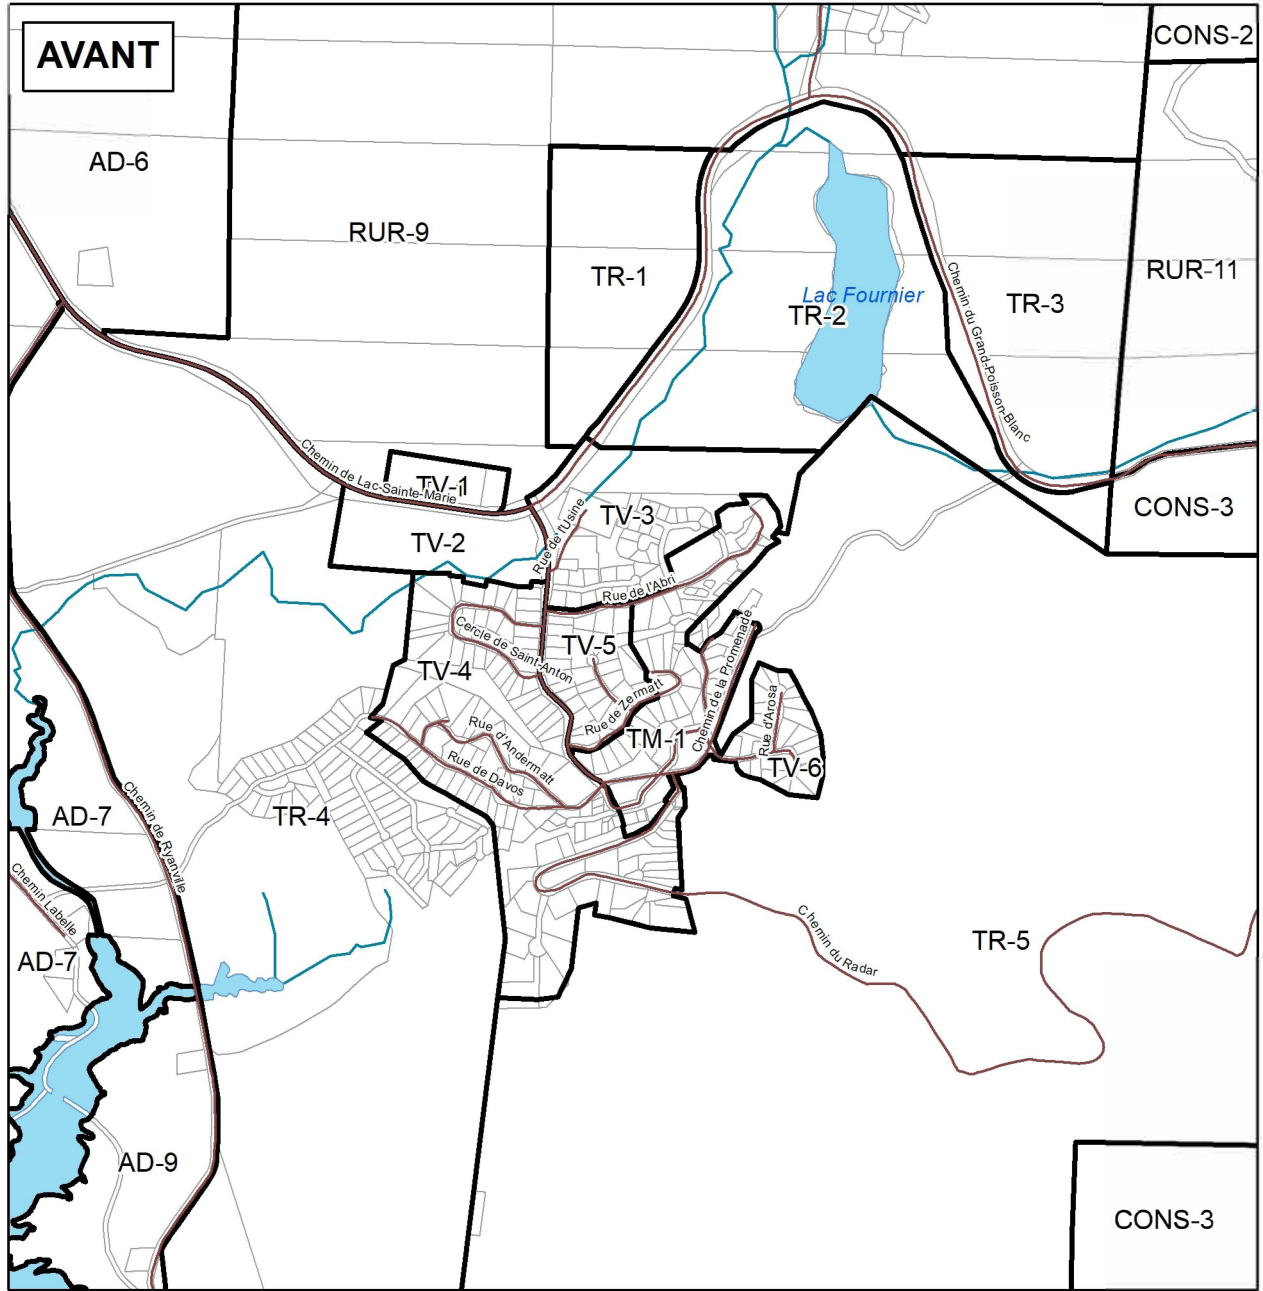 AVANT
CONS-2
AD-6
RUR-9
TR-1
RUR-11
TR-3
Lac Fournier
TR-2
Chemin du Grand-Poisson-Blanc
Chemin de Lac-Sainte-Marie
TV-1
CONS-3
TV-3
TV-2
Rue de l'Usine
Rue de l'Abri
Cercle de Saint-Anton
TV-5
TV-4
Chemin de la Promenade
Rue de Zermatt
Rue d'Arosa
TM-1
Rue d'Andermatt
Rue de Davos
TV-6
Chemin de Ryanville
AD-7
TR-4
Chemin Labelle
AD-7
Chemin du Radar
TR-5
AD-9
CONS-3